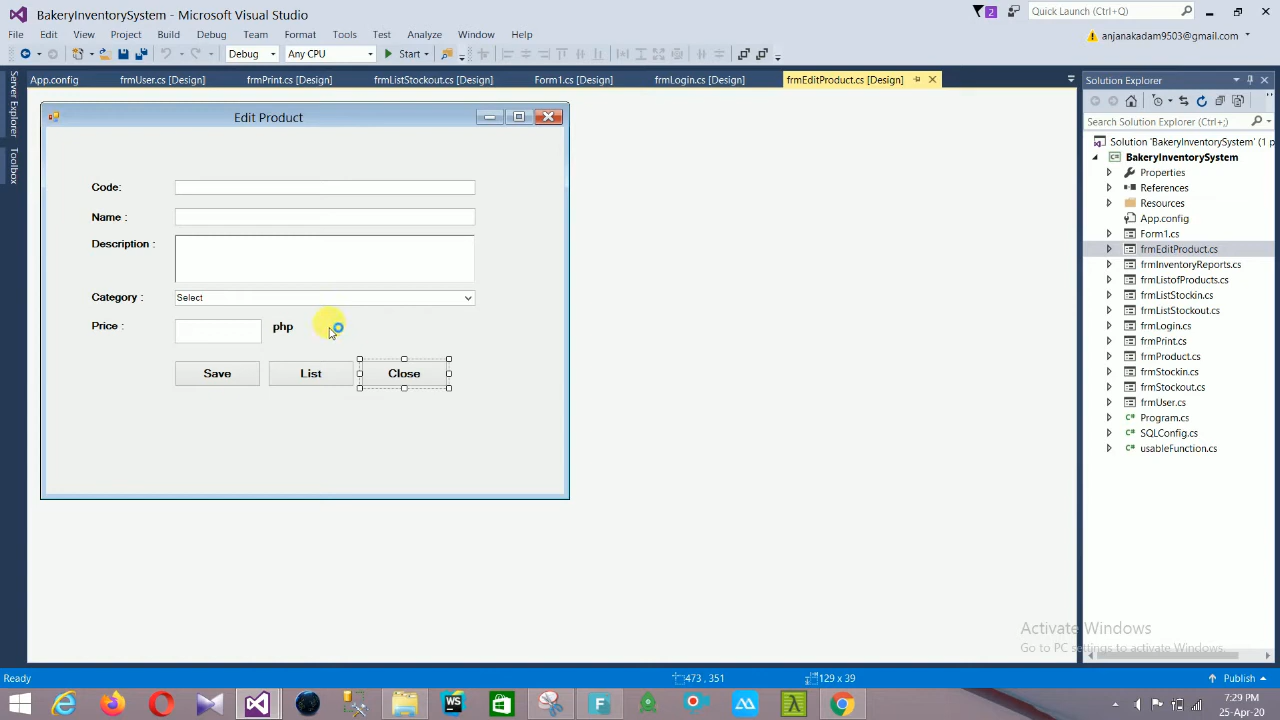 BakeryInventorySystem - Microsoft Visual Studio
2
Quick Launch (Ctrl+Q)
File Edit View Project Build Debug Team Format Tools Test Analyze Window Help
anjanakadam9503@gmail.com
Debug Any CPU Start
App.config frmUser.cs [Design] frmPrint.cs [Design] frmListStockout.cs [Design] Form1.cs [Design] frmLogin.cs [Design] frmEditProduct.cs [Design]
Server Explorer
Toolbox
Edit Product
Code:
Name :
Description :
Category :
Select
Price :
php
Save List Close
Solution Explorer
Search Solution Explorer (Ctrl+;)
Solution 'BakeryInventorySystem' (1 p
BakeryInventorySystem
Properties
References
Resources
App.config
Form1.cs
frmEditProduct.cs
frmInventoryReports.cs
frmListofProducts.cs
frmListStockin.cs
frmListStockout.cs
frmLogin.cs
frmPrint.cs
frmProduct.cs
frmStockin.cs
frmStockout.cs
frmUser.cs
Program.cs
SQLConfig.cs
usableFunction.cs
Activate Windows
Go to PC settings to activate Windows.
Ready
473 , 351
129 x 39
Publish
WS
F
7:29 PM
25-Apr-20